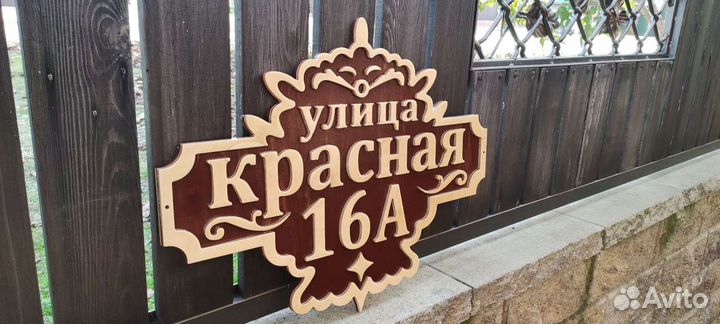 улица
красная
16А
Avito